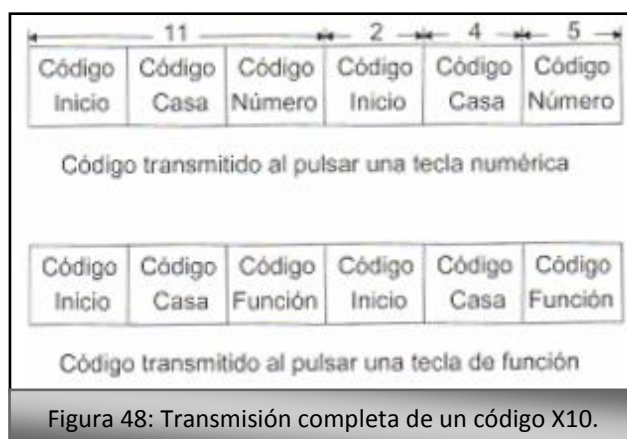 11 2 4 5
Código Código Código Código Código Código
Inicio Casa Número Inicio Casa Número
Código transmitido al pulsar una tecla numérica
Código Código Código Código Código Código
Inicio Casa Función Inicio Casa Función
Código transmitido al pulsar una tecla de función
Figura 48: Transmisión completa de un código X10.